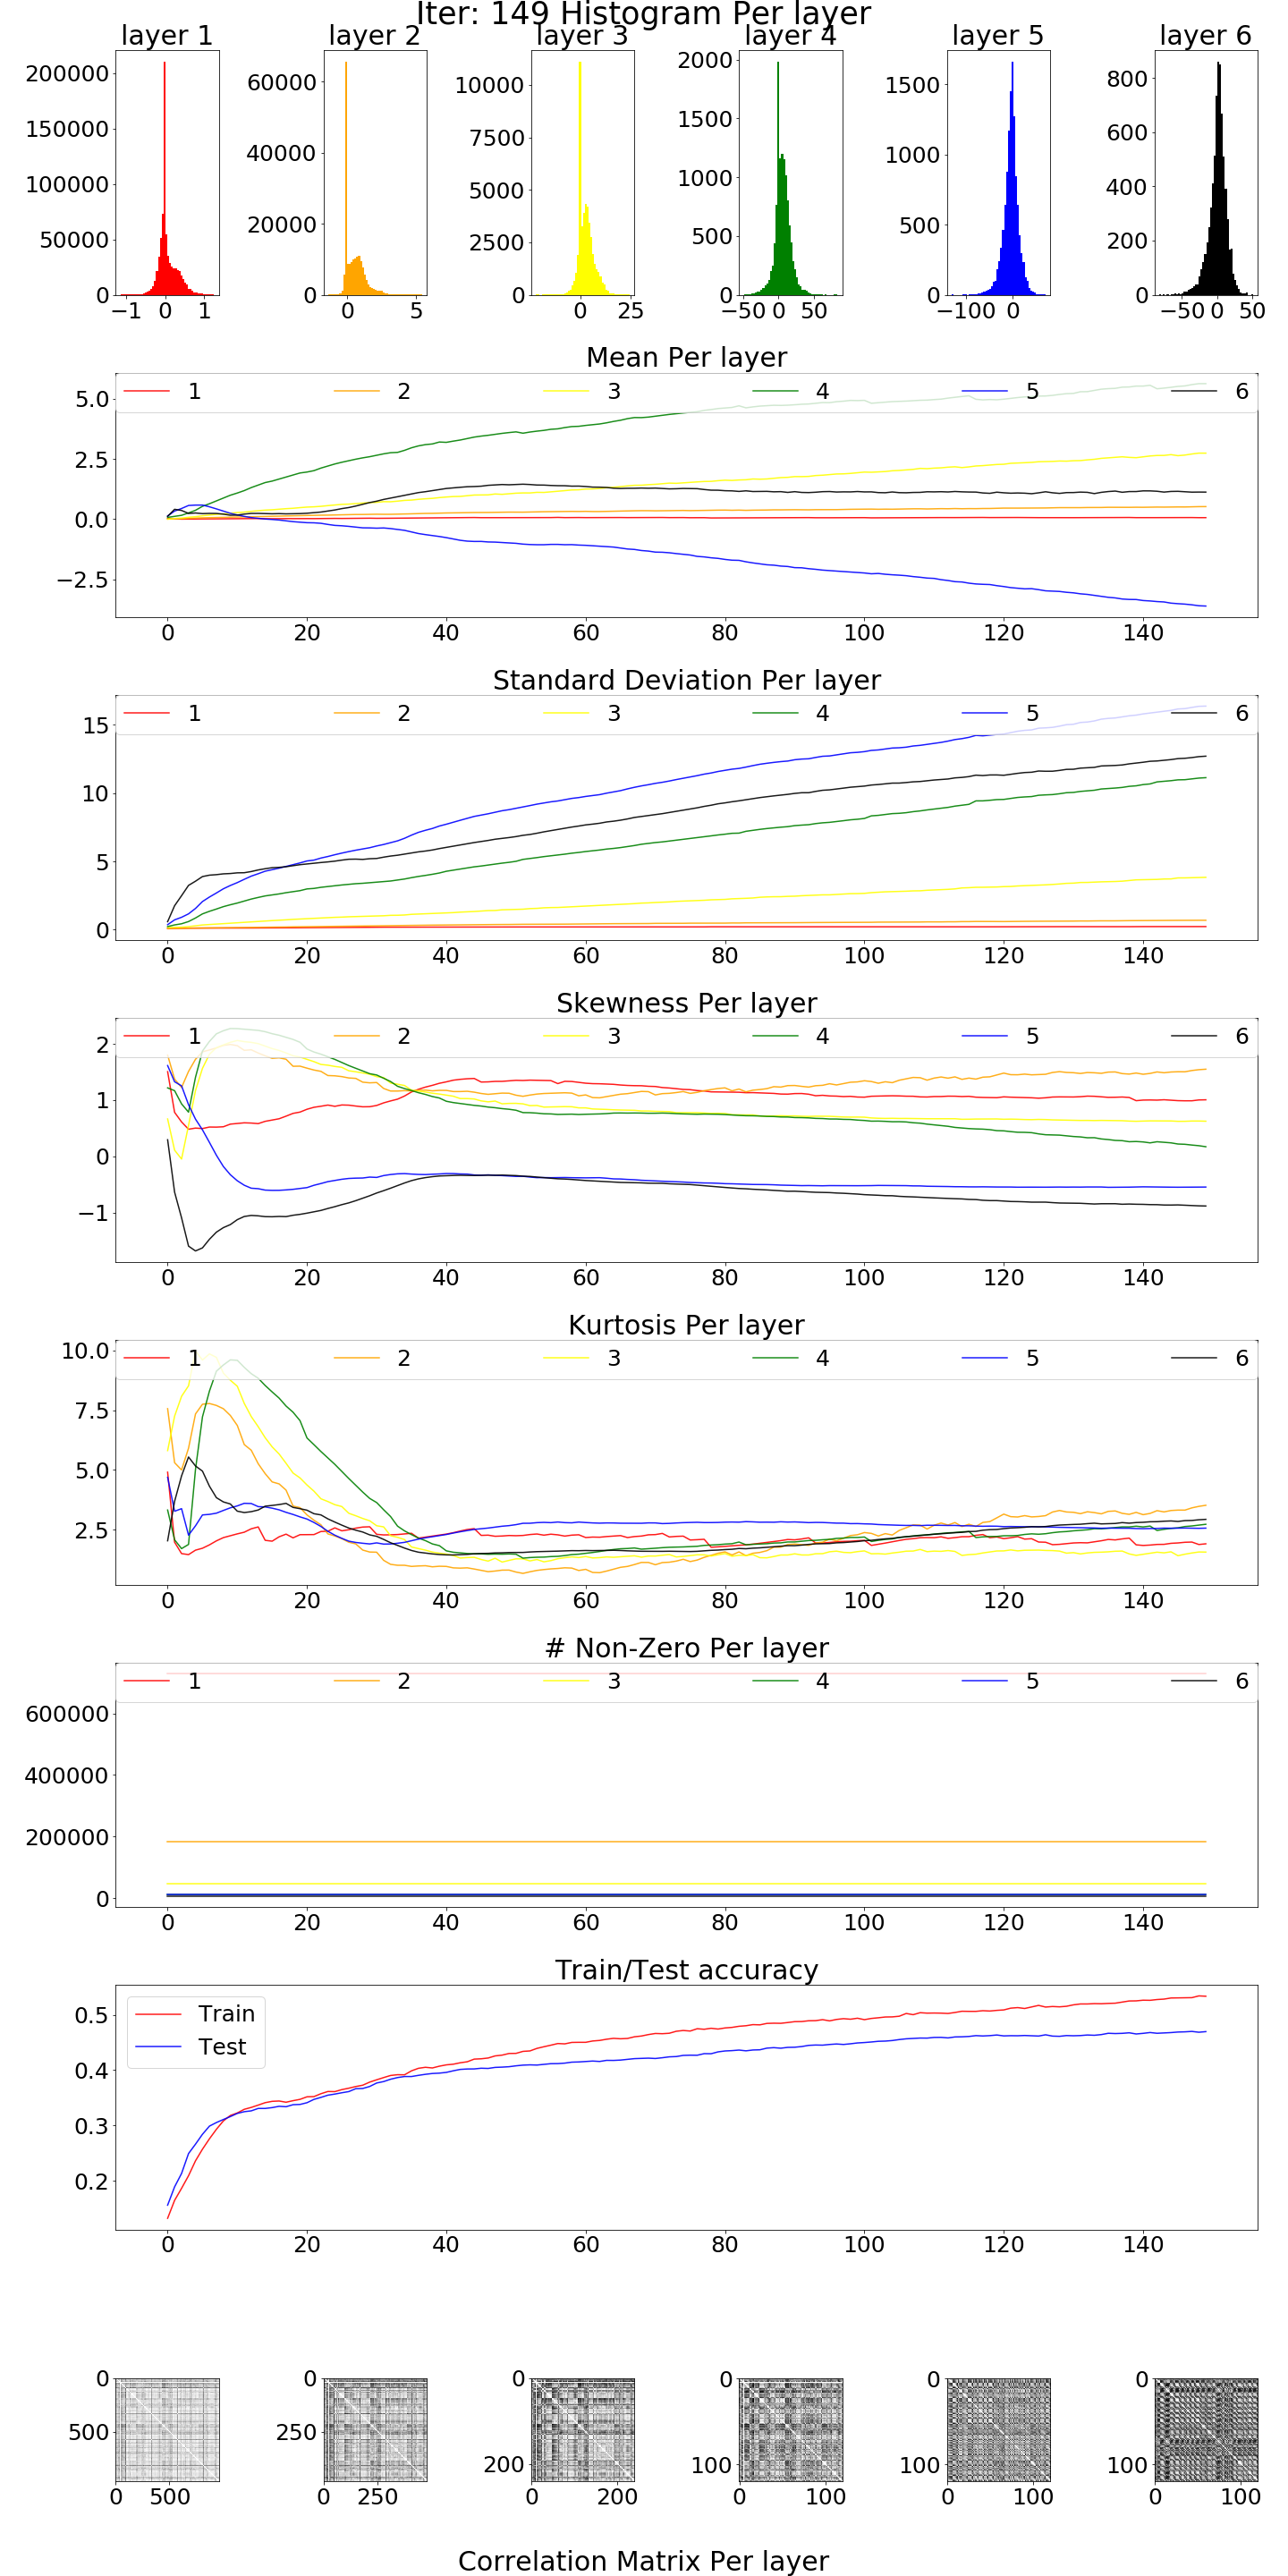 Iter: 149 Histogram Per layer
layer 1 layer 2 layer 3 layer 4 layer 5 layer 6
200000
150000
100000
50000
0
−1 0 1
60000
40000
20000
0
0 5
10000
7500
5000
2500
0
0 25
2000
1500
1000
500
0
−50 0 50
1500
1000
500
0
−100 0
800
600
400
200
0
−50 0 50
Mean Per layer
1 2 3 4 5 6
5.0
2.5
0.0
−2.5
0 20 40 60 80 100 120 140
Standard Deviation Per layer
1 2 3 4 5 6
15
10
5
0
0 20 40 60 80 100 120 140
Skewness Per layer
1 2 3 4 5 6
2
1
0
−1
0 20 40 60 80 100 120 140
Kurtosis Per layer
1 2 3 4 5 6
10.0
7.5
5.0
2.5
0 20 40 60 80 100 120 140
# Non-Zero Per layer
1 2 3 4 5 6
600000
400000
200000
0
0 20 40 60 80 100 120 140
Train/Test accuracy
Train
Test
0.5
0.4
0.3
0.2
0 20 40 60 80 100 120 140
0
500
0 500
0
250
0 250
0
200
0 200
0
100
0 100
0
100
0 100
0
100
0 100
Correlation Matrix Per layer